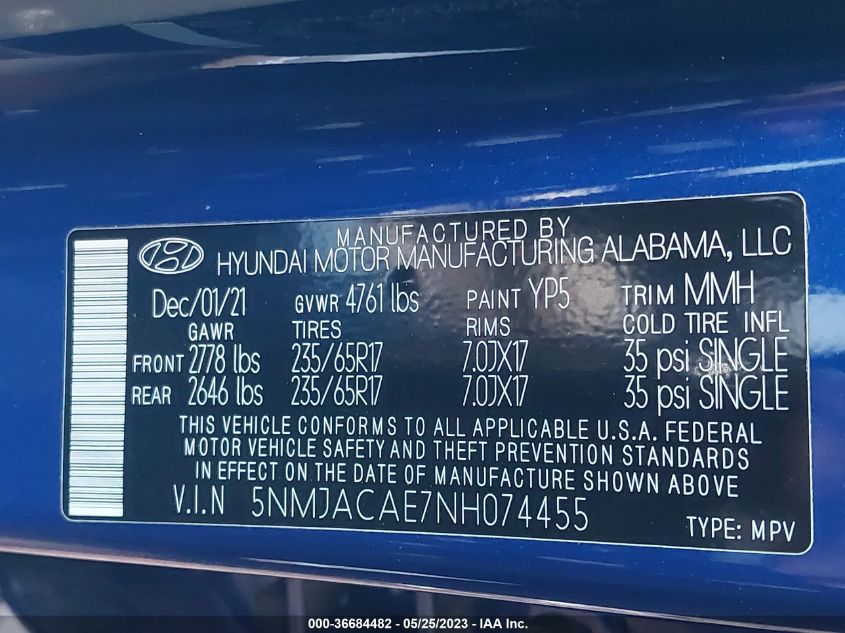 MANUFACTURED BY
HYUNDAI MOTOR MANUFACTURING ALABAMA, LLC
Dec/01/21 GVWR 4761 lbs PAINT YP5 TRIM MMH
GAWR TIRES RIMS COLD TIRE INFL
FRONT 2778 lbs 235/65R17 7.0JX17 35 psi SINGLE
REAR 2646 lbs 235/65R17 7.0JX17 35 psi SINGLE
THIS VEHICLE CONFORMS TO ALL APPLICABLE U.S.A. FEDERAL
MOTOR VEHICLE SAFETY AND THEFT PREVENTION STANDARDS
IN EFFECT ON THE DATE OF MANUFACTURE SHOWN ABOVE
V.I.N 5NMJACAE7NH074455
TYPE: MPV
000-36684482 - 05/25/2023 - IAA Inc.